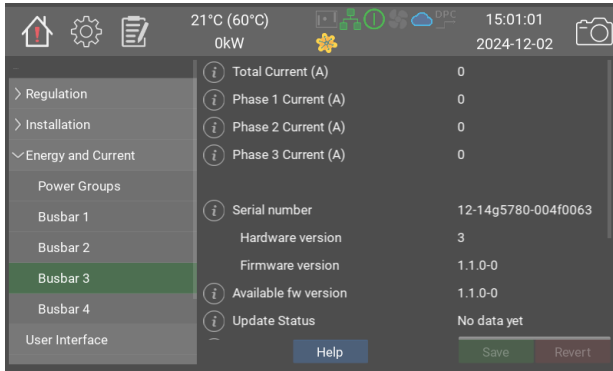 21°C (60°C)
0kW
DPC
15:01:01
2024-12-02
Regulation
Installation
Energy and Current
Power Groups
Busbar 1
Busbar 2
Busbar 3
Busbar 4
User Interface
Total Current (A) 0
Phase 1 Current (A) 0
Phase 2 Current (A) 0
Phase 3 Current (A) 0
Serial number 12-14g5780-004f0063
Hardware version 3
Firmware version 1.1.0-0
Available fw version 1.1.0-0
Update Status No data yet
Help
Save
Revert